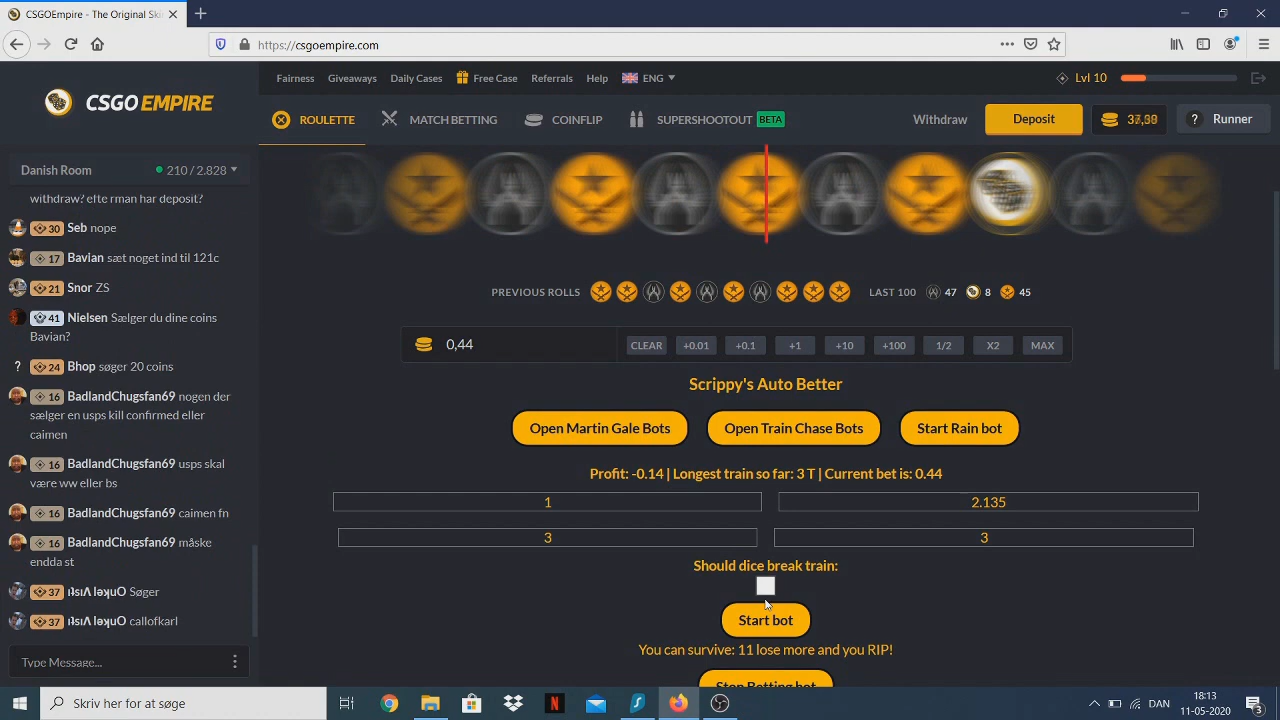 CSGOEmpire - The Original Ski
https://csgoempire.com
CSGOEMPIRE
Fairness Giveaways Daily Cases Free Case Referrals Help ENG
Lvl 10
ROULETTE MATCH BETTING COINFLIP SUPERSHOOTOUT BETA
Withdraw Deposit Runner
Danish Room 210 / 2.828
withdraw? efte rman har deposit?
30 Seb nope
17 Bavian sæt noget ind til 121c
21 Snor ZS
41 Nielsen Sælger du dine coins
Bavian?
? 24 Bhop søger 20 coins
16 BadlandChugsfan69 nogen der
sælger en usps kill confirmed eller
caimen
16 BadlandChugsfan69 usps skal
være ww eller bs
16 BadlandChugsfan69 caimen fn
16 BadlandChugsfan69 måske
endda st
37 Søger
37 callofkarl
Type Message...
PREVIOUS ROLLS
LAST 100 47 8 45
0,44
CLEAR +0.01 +0.1 +1 +10 +100 1/2 X2 MAX
Scrippy's Auto Better
Open Martin Gale Bots Open Train Chase Bots Start Rain bot
Profit: -0.14 | Longest train so far: 3 T | Current bet is: 0.44
1 2.135
3 3
Should dice break train:
Start bot
You can survive: 11 lose more and you RIP!
Stop Betting bot
Skriv her for at søge
DAN
18:13
11-05-2020
3